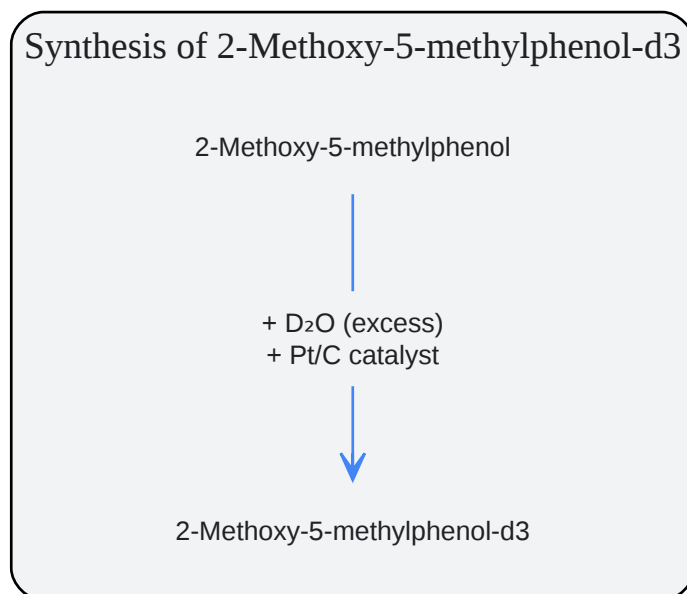 Synthesis of 2-Methoxy-5-methylphenol-d3
2-Methoxy-5-methylphenol
+ D₂O (excess)
+ Pt/C catalyst
2-Methoxy-5-methylphenol-d3